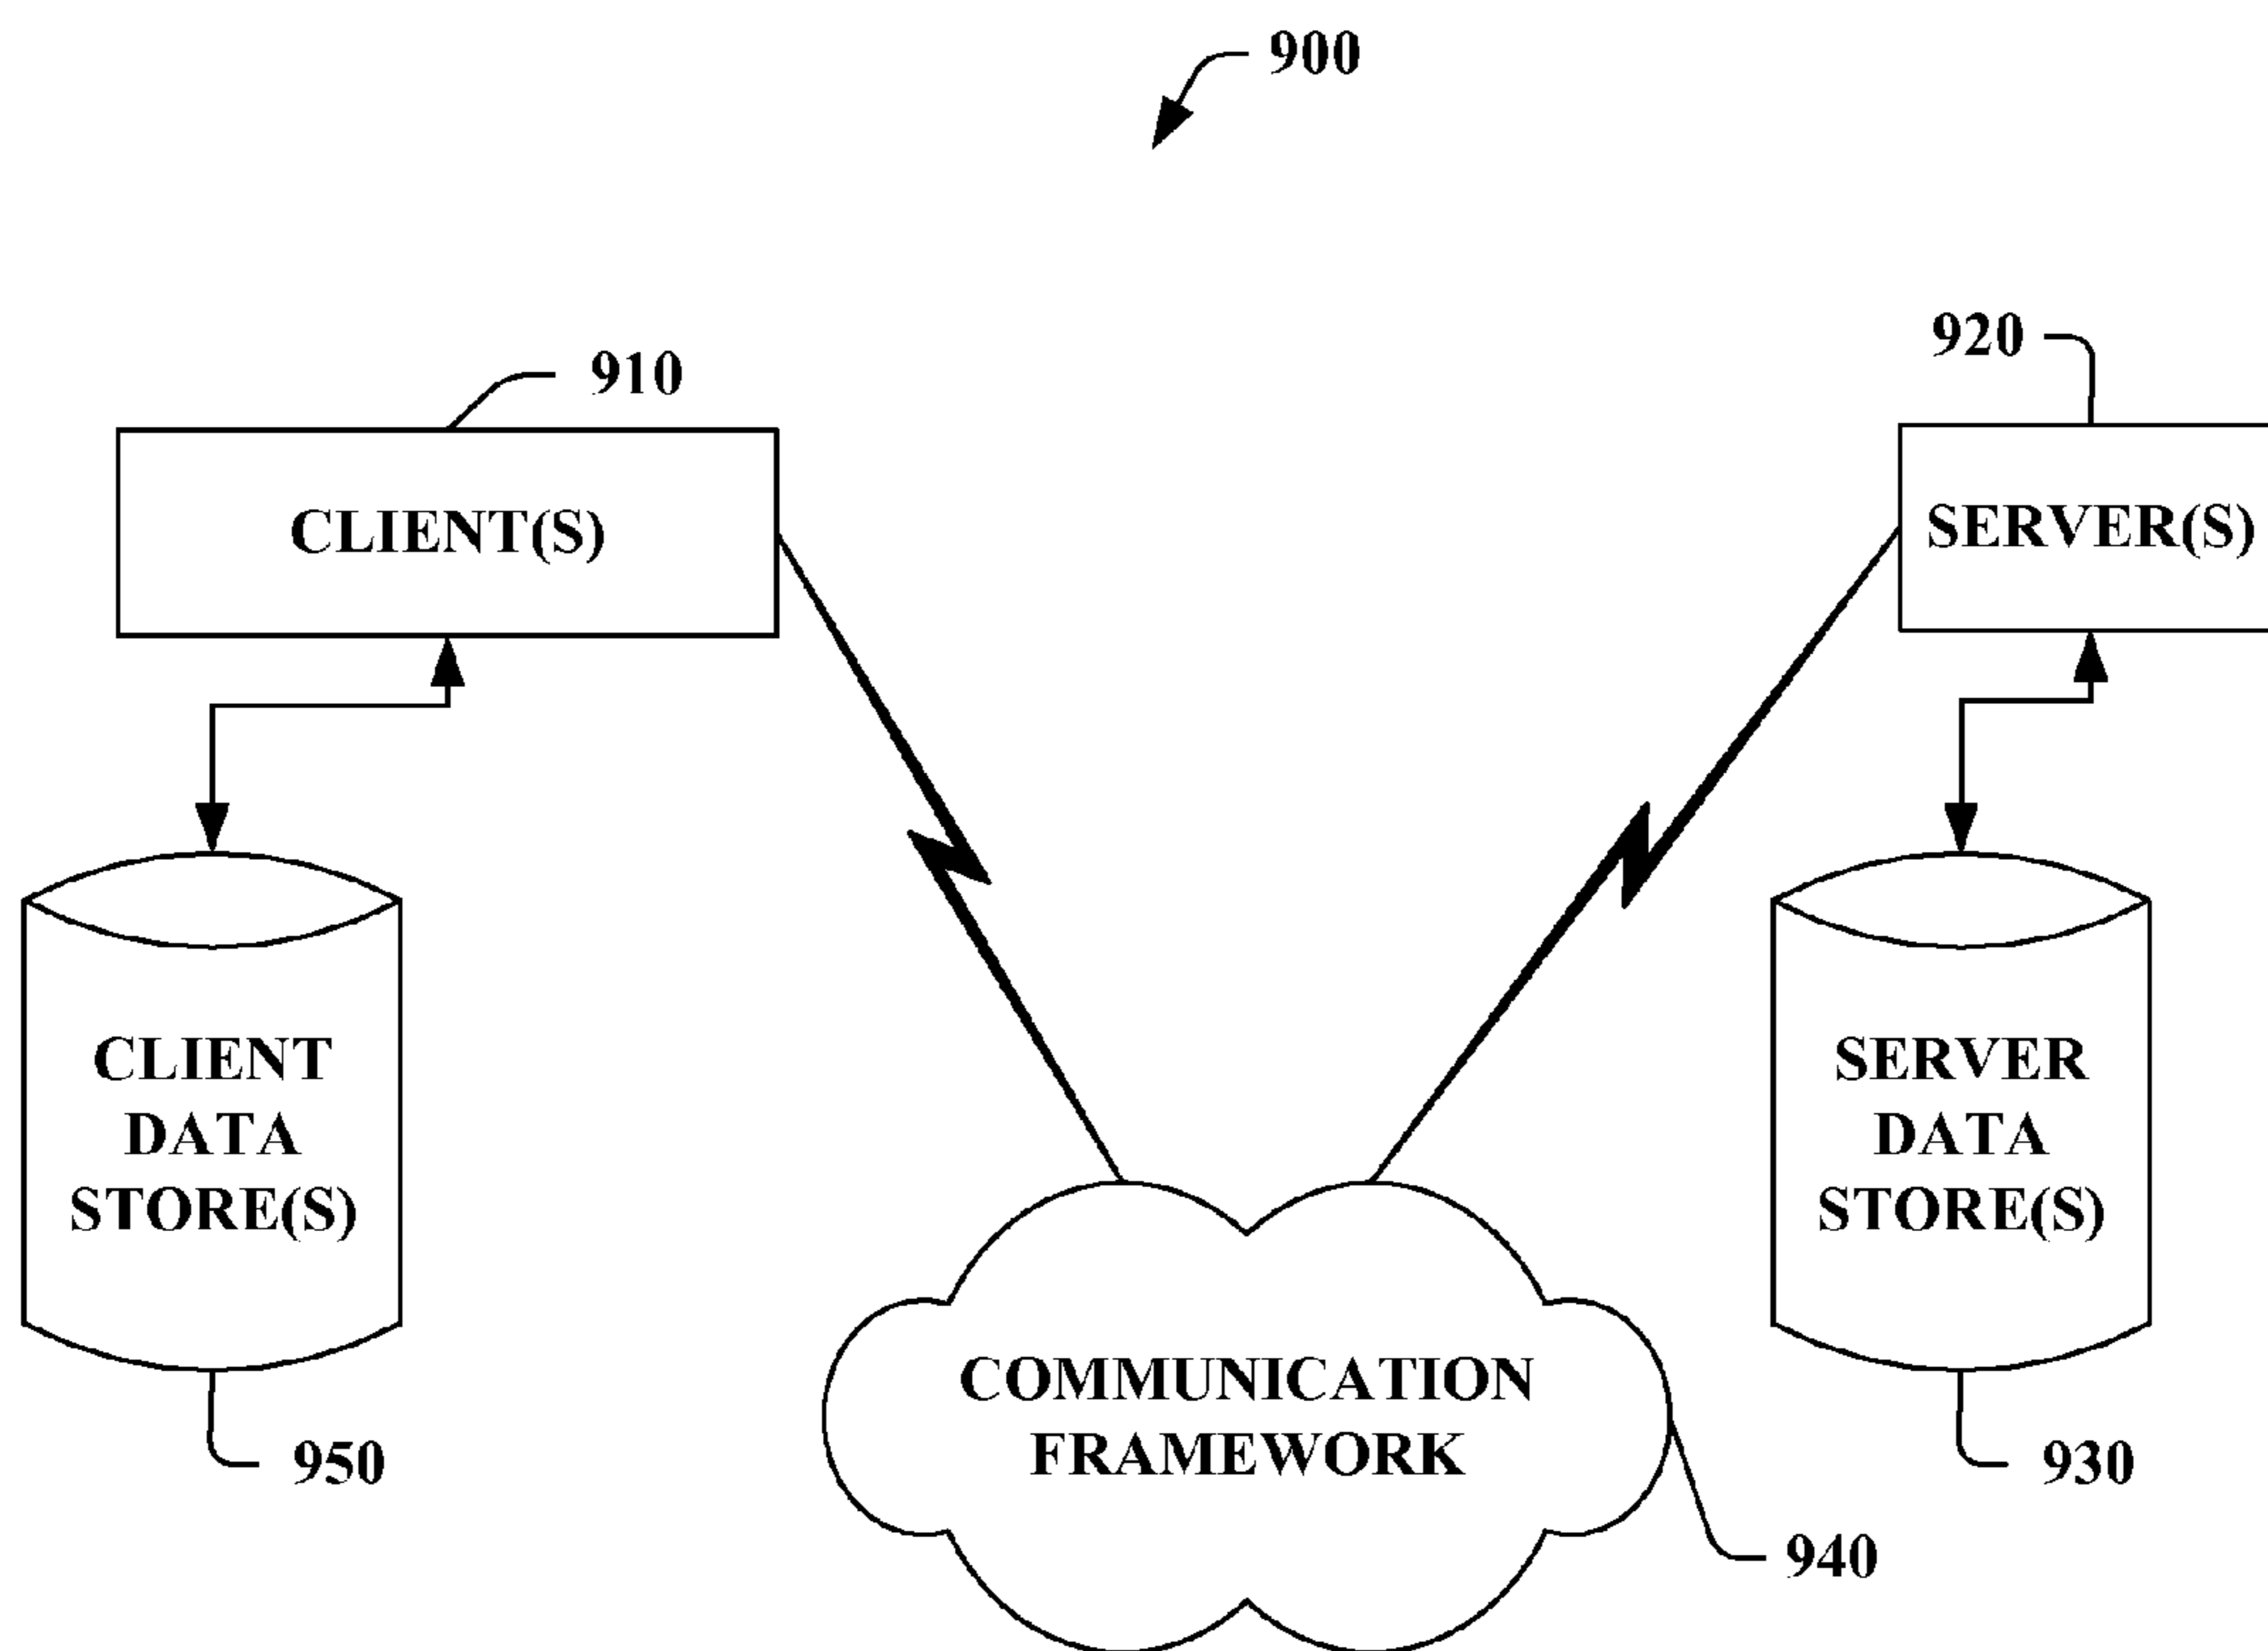 900
910
920
CLIENT(S)
SERVER(S)
CLIENT
DATA
STORE(S)
SERVER
DATA
STORE(S)
COMMUNICATION
FRAMEWORK
950
930
940